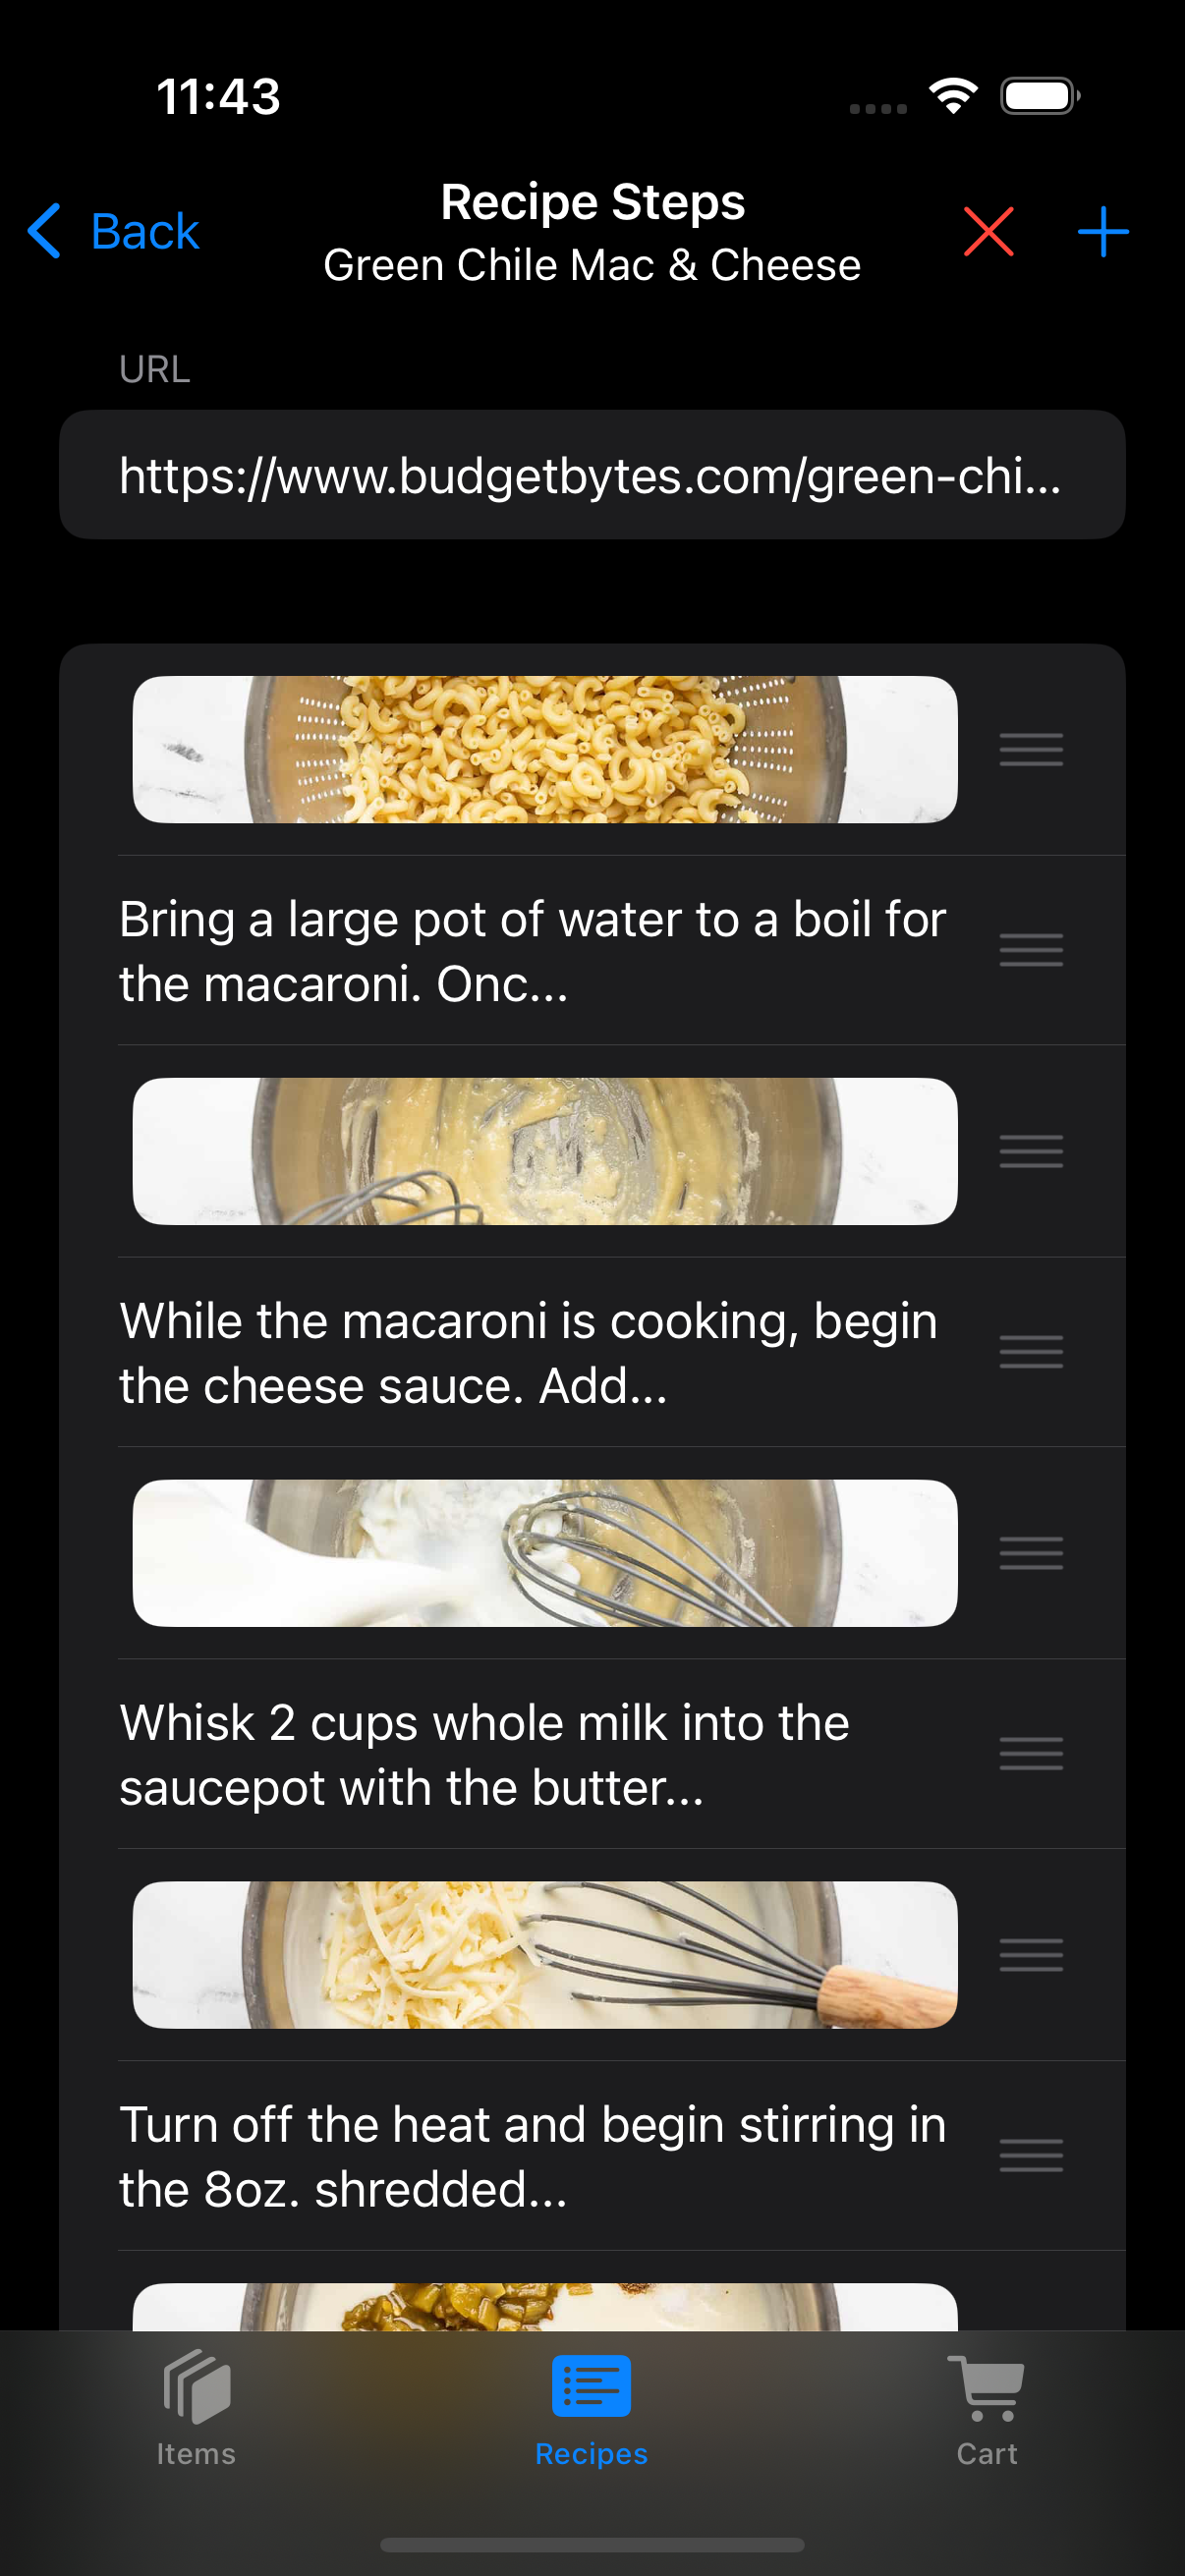 11:43
Back
Recipe Steps
Green Chile Mac & Cheese
URL
https://www.budgetbytes.com/green-chi...
Bring a large pot of water to a boil for
the macaroni. Onc...
While the macaroni is cooking, begin
the cheese sauce. Add...
Whisk 2 cups whole milk into the
saucepot with the butter...
Turn off the heat and begin stirring in
the 8oz. shredded...
Items
Recipes
Cart